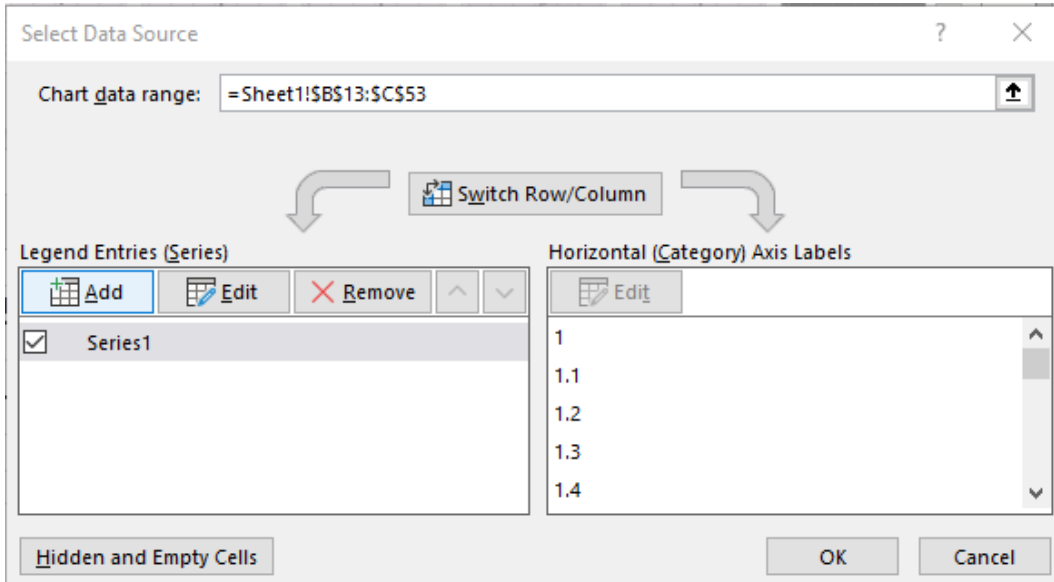 Select Data Source ?
Chart data range: =Sheet1!$B$13:$C$53
Switch Row/Column
Legend Entries (Series)
Add Edit Remove
Series1
Horizontal (Category) Axis Labels
Edit
1
1.1
1.2
1.3
1.4
Hidden and Empty Cells
OK Cancel